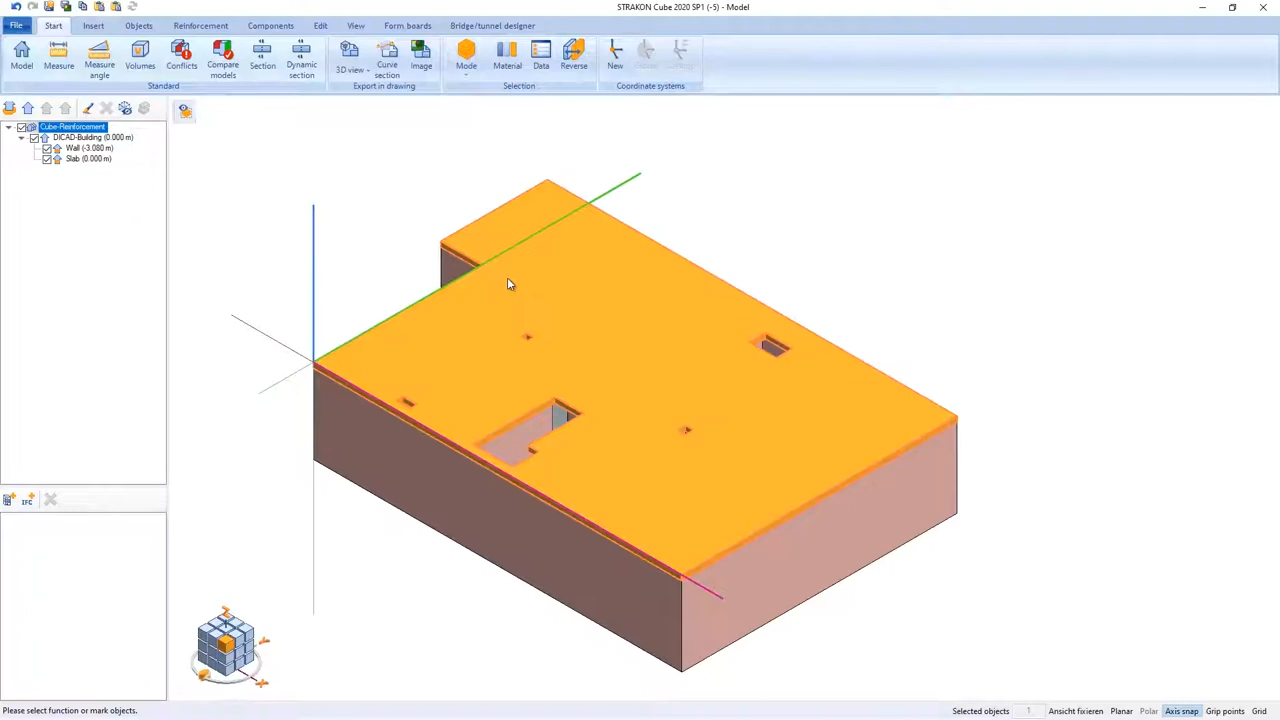 STRAKON Cube 2020 SP1 (-5) - Model
File
Start
Insert
Objects
Reinforcement
Components
Edit
View
Form boards
Bridge/tunnel designer
Model
Measure
Measure angle
Volumes
Conflicts
Compare models
Section
Dynamic section
3D view
Curve section
Image
Mode
Material
Data
Reverse
New
Standard
Export in drawing
Selection
Coordinate systems
Cube-Reinforcement
DICAD-Building (0.000 m)
Wall (-3.080 m)
Slab (0.000 m)
IFC
Z
Please select function or mark objects.
Selected objects
1
Ansicht fixieren
Planar
Polar
Axis snap
Grip points
Grid